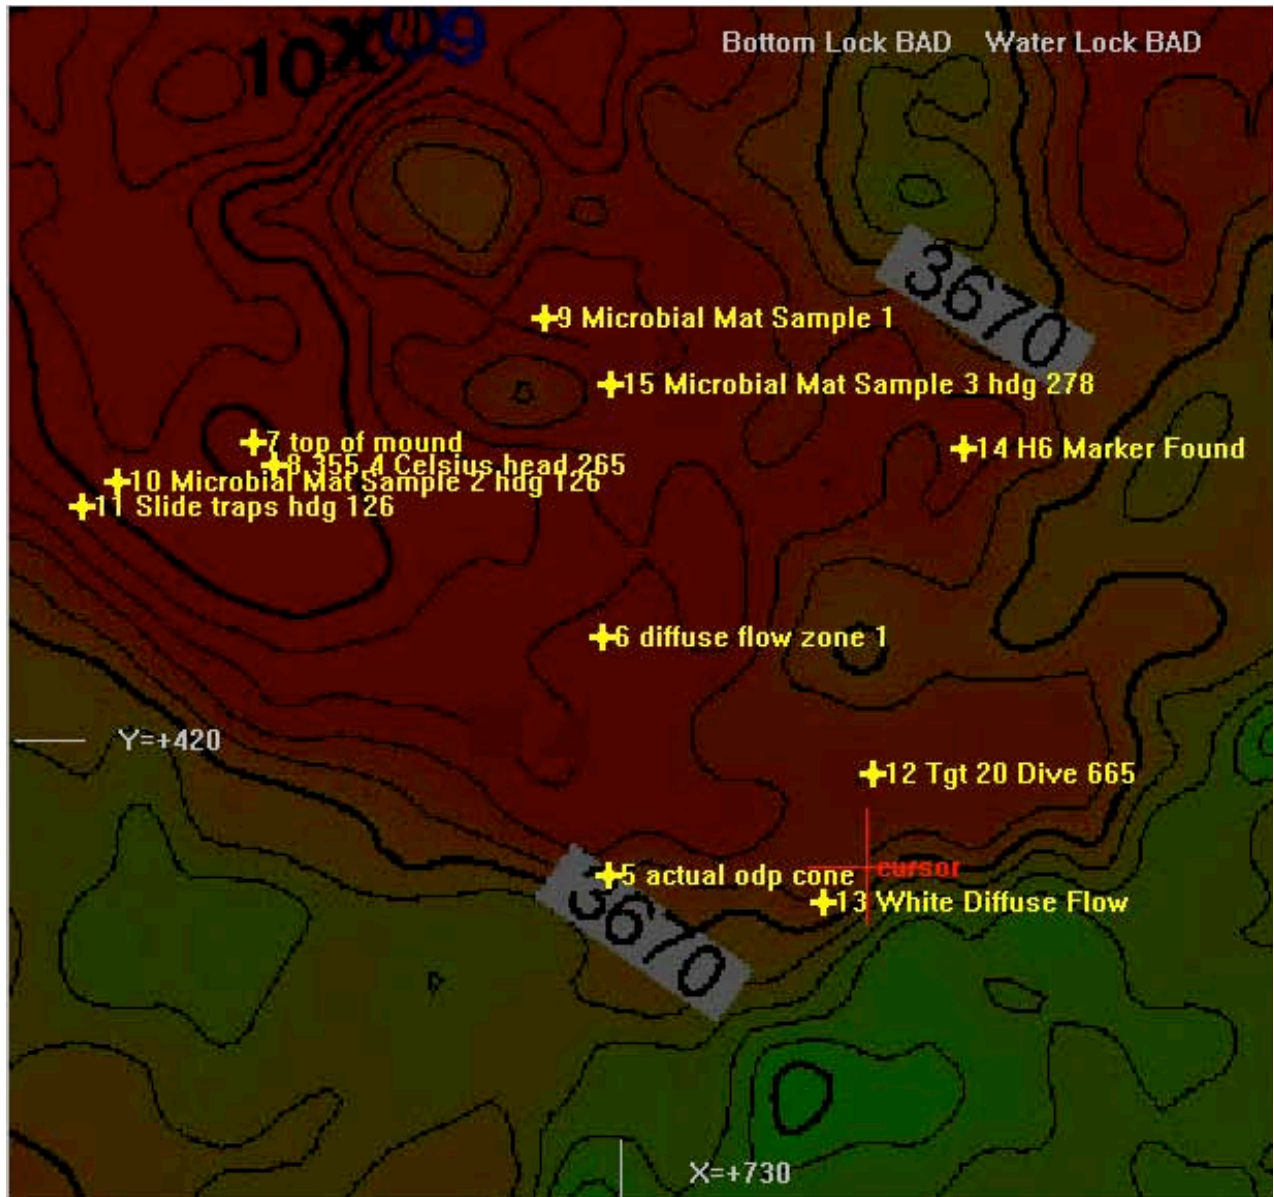 10 X 09
Bottom Lock BAD Water Lock BAD
3670
9 Microbial Mat Sample 1
15 Microbial Mat Sample 3 hdg 278
7 top of mound
14 H6 Marker Found
8 355.4 Celsius head 265
10 Microbial Mat Sample 2 hdg 126
11 Slide traps hdg 126
6 diffuse flow zone 1
Y=+420
12 Tgt 20 Dive 665
cursor
5 actual odp cone
13 White Diffuse Flow
3670
X=+730